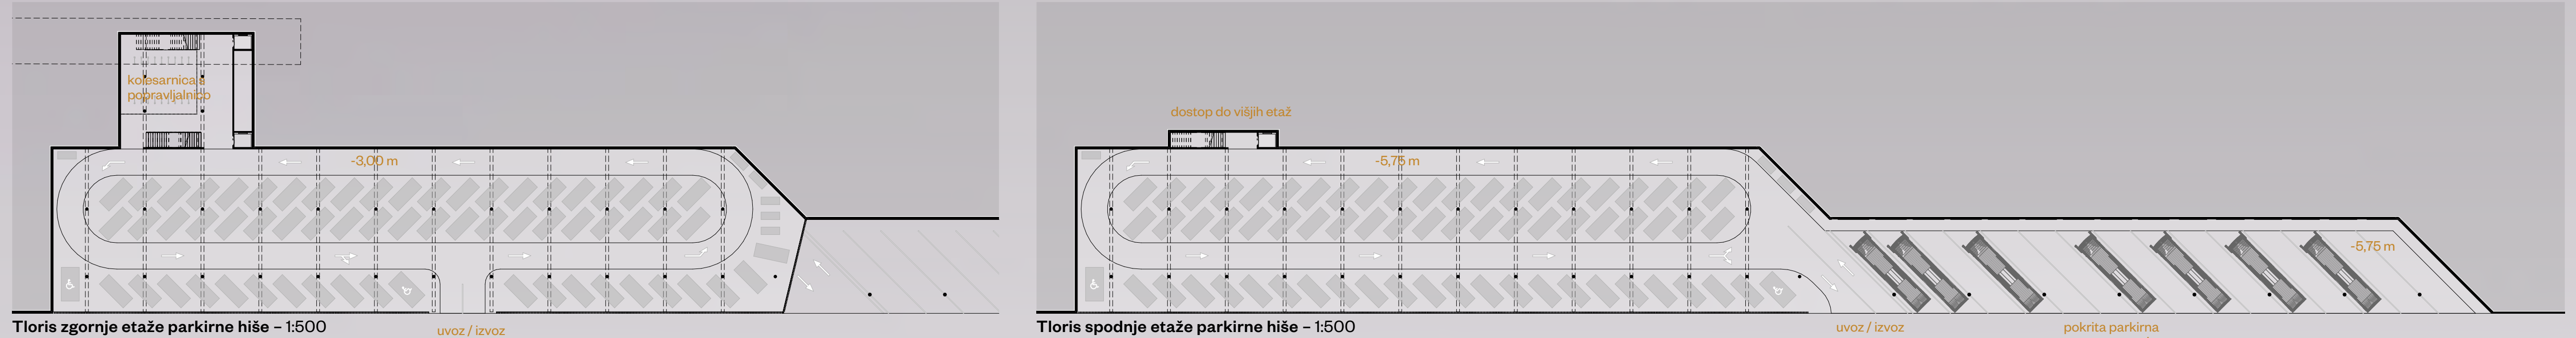 kolesarnica s
popravljalnico
-3,00 m
Tloris zgornje etaže parkirne hiše – 1:500
uvoz / izvoz
dostop do višjih etaž
-5,75 m
-5,75 m
Tloris spodnje etaže parkirne hiše – 1:500
uvoz / izvoz
pokrita parkirna